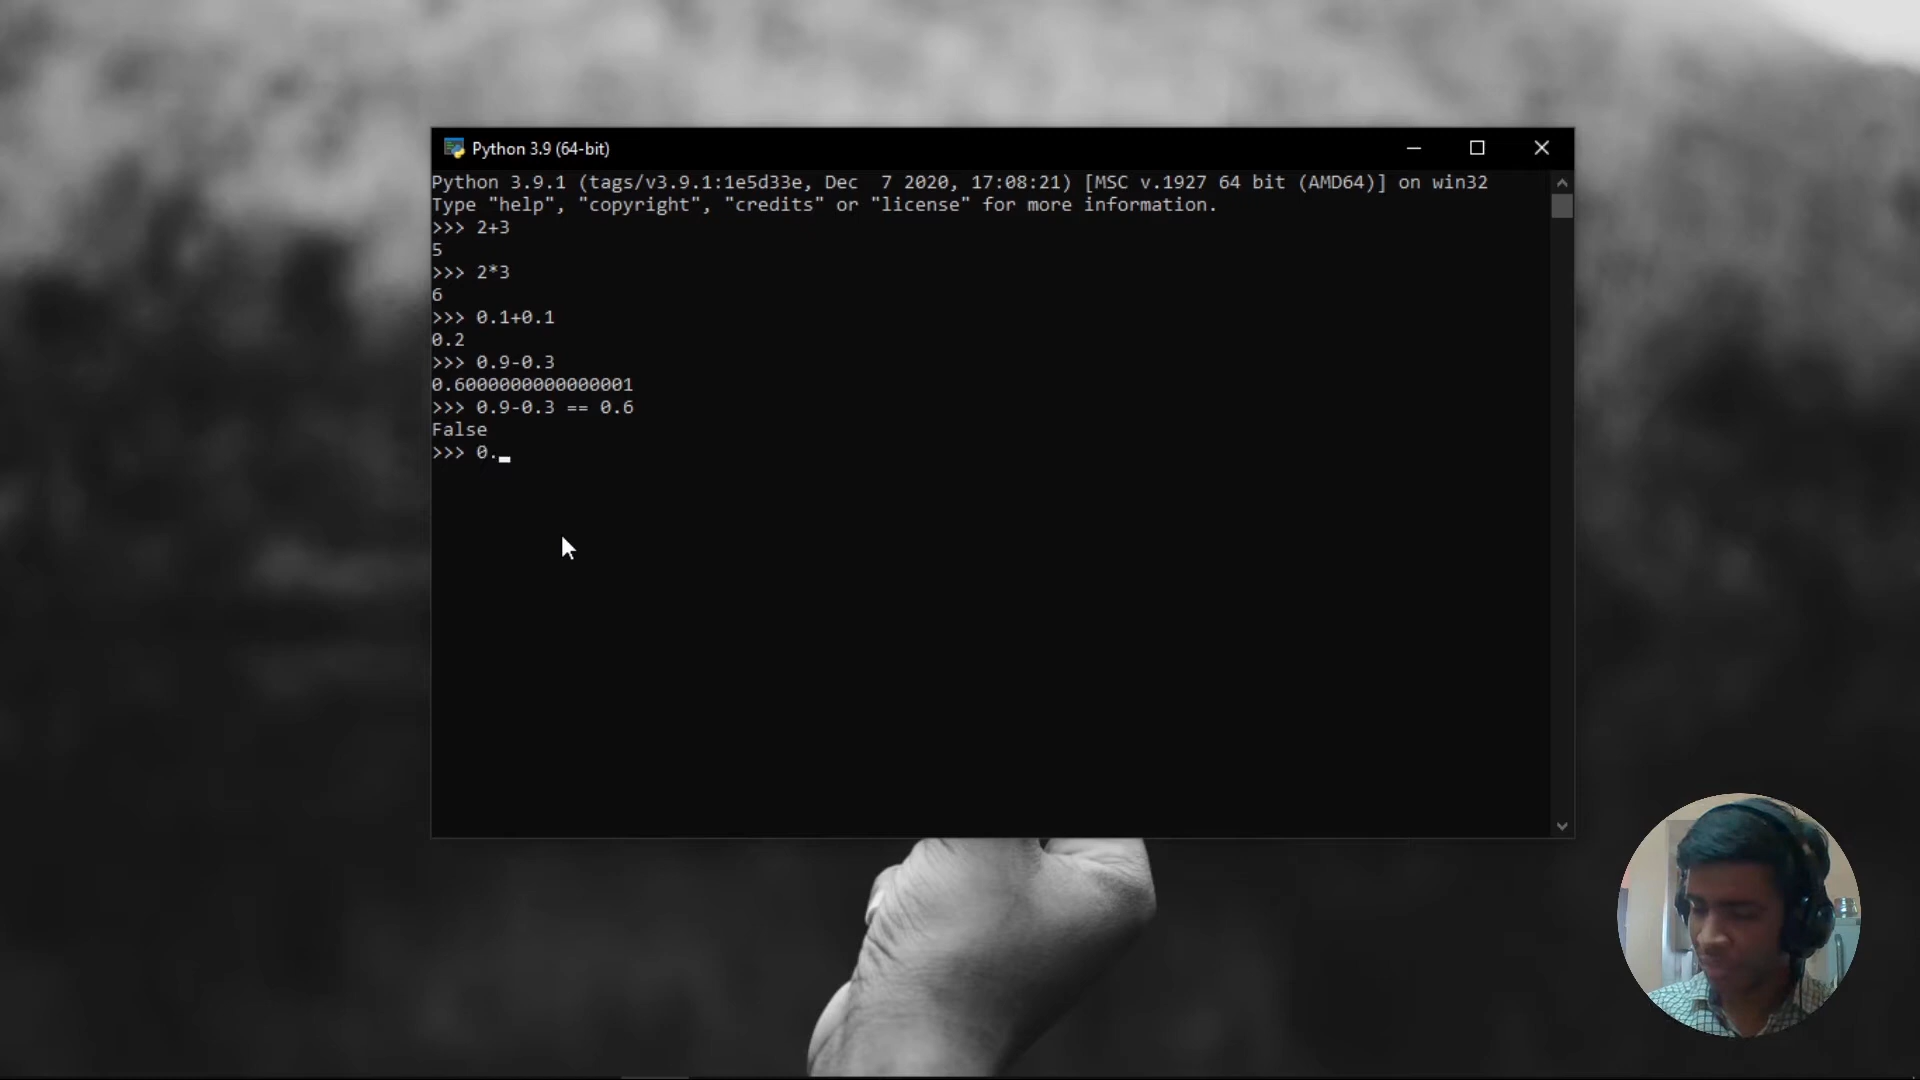 Python 3.9 (64-bit)
Python 3.9.1 (tags/v3.9.1:1e5d33e, Dec  7 2020, 17:08:21) [MSC v.1927 64 bit (AMD64)] on win32
Type "help", "copyright", "credits" or "license" for more information.
>>> 2+3
5
>>> 2*3
6
>>> 0.1+0.1
0.2
>>> 0.9-0.3
0.6000000000000001
>>> 0.9-0.3 == 0.6
False
>>> 0.